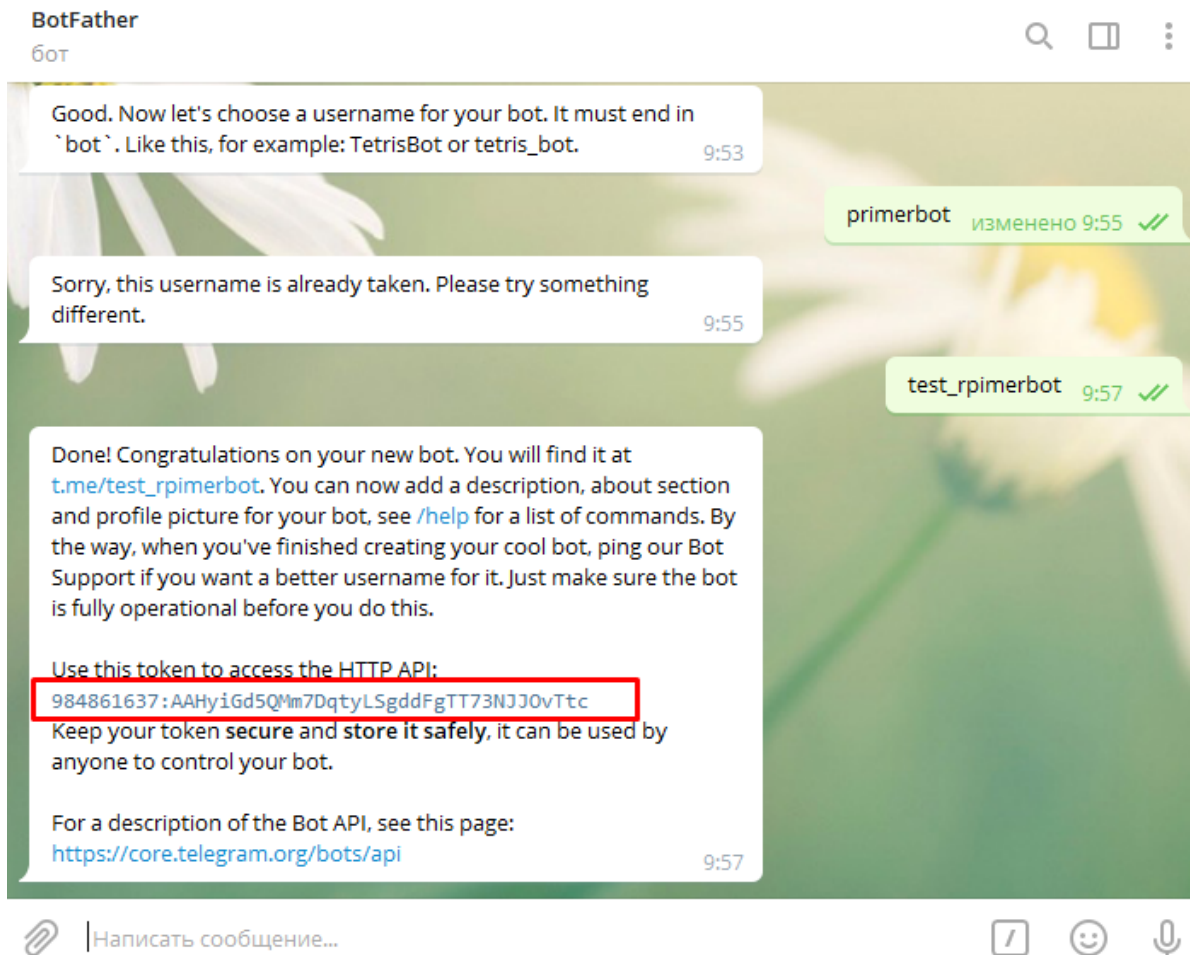 BotFather
бот
Good. Now let's choose a username for your bot. It must end in
`bot`. Like this, for example: TetrisBot or tetris_bot.
9:53
primerbot
изменено 9:55
Sorry, this username is already taken. Please try something
different.
9:55
test_rpimerbot
9:57
Done! Congratulations on your new bot. You will find it at
t.me/test_rpimerbot. You can now add a description, about section
and profile picture for your bot, see /help for a list of commands. By
the way, when you've finished creating your cool bot, ping our Bot
Support if you want a better username for it. Just make sure the bot
is fully operational before you do this.
Use this token to access the HTTP API:
984861637:AAHyiGd5QMm7DqtyLSgddFgTT73NJJOvTtc
Keep your token secure and store it safely, it can be used by
anyone to control your bot.
For a description of the Bot API, see this page:
https://core.telegram.org/bots/api
9:57
Написать сообщение...